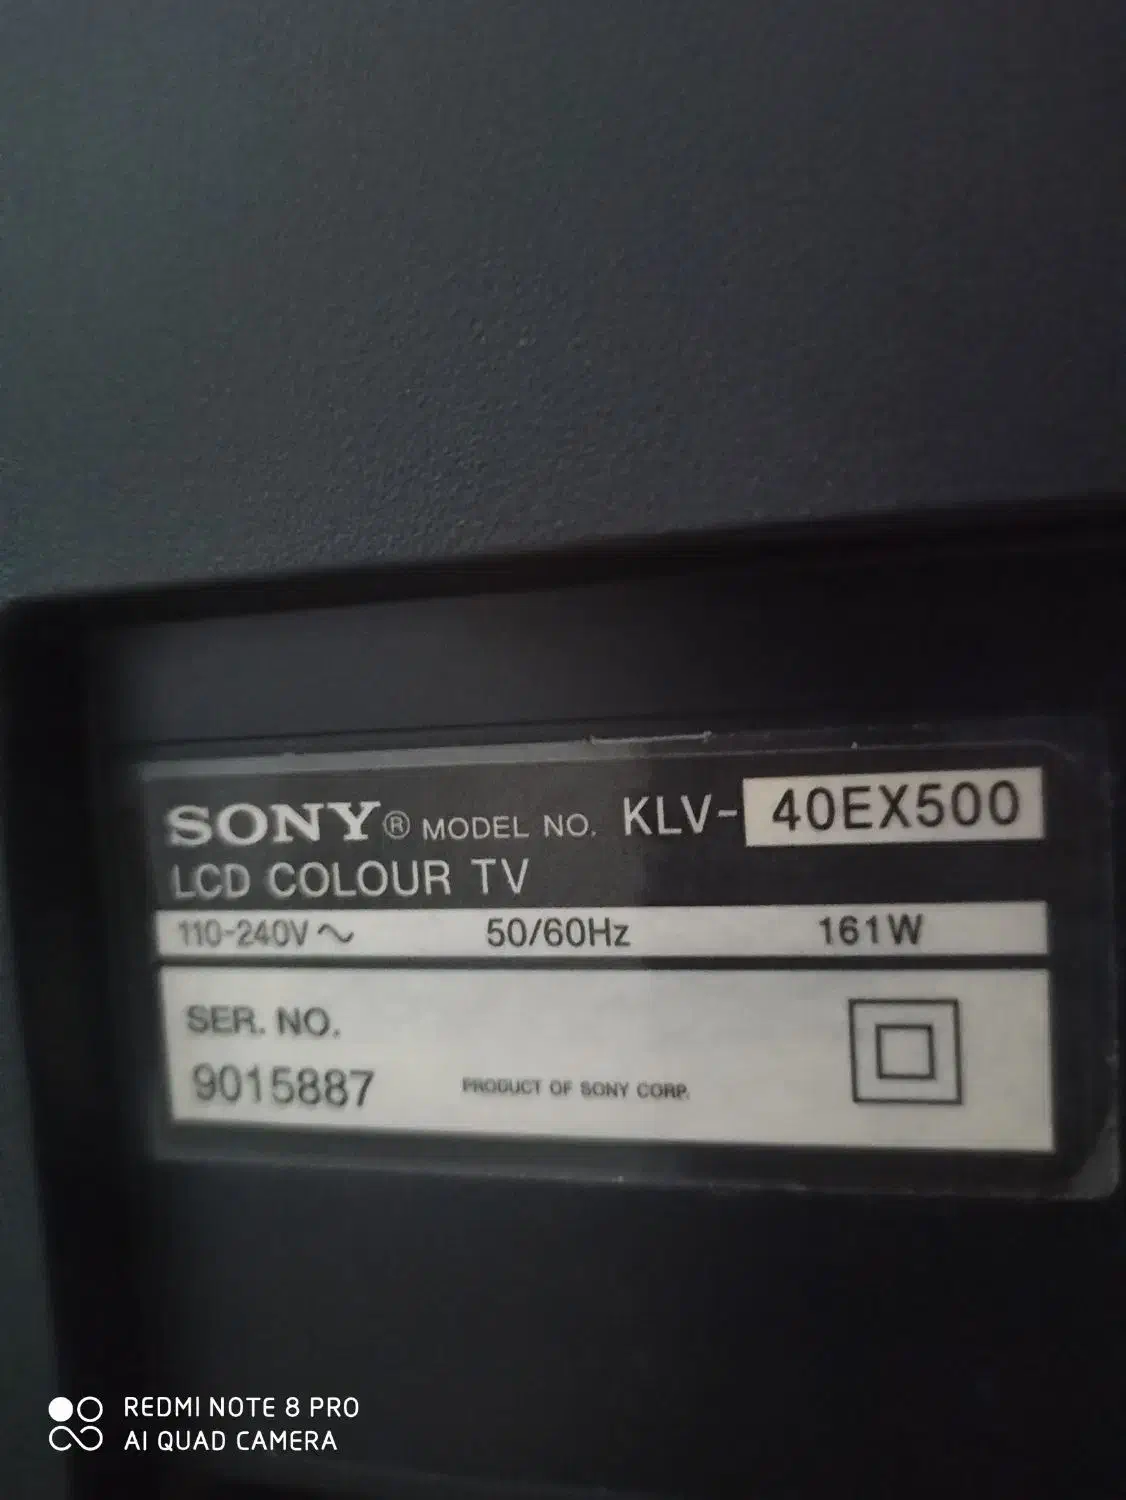 SONY® MODEL NO. KLV-40EX500
LCD COLOUR TV
110-240V ∿ 50/60Hz 161W
SER. NO.
9015887 PRODUCT OF SONY CORP.
REDMI NOTE 8 PRO
AI QUAD CAMERA